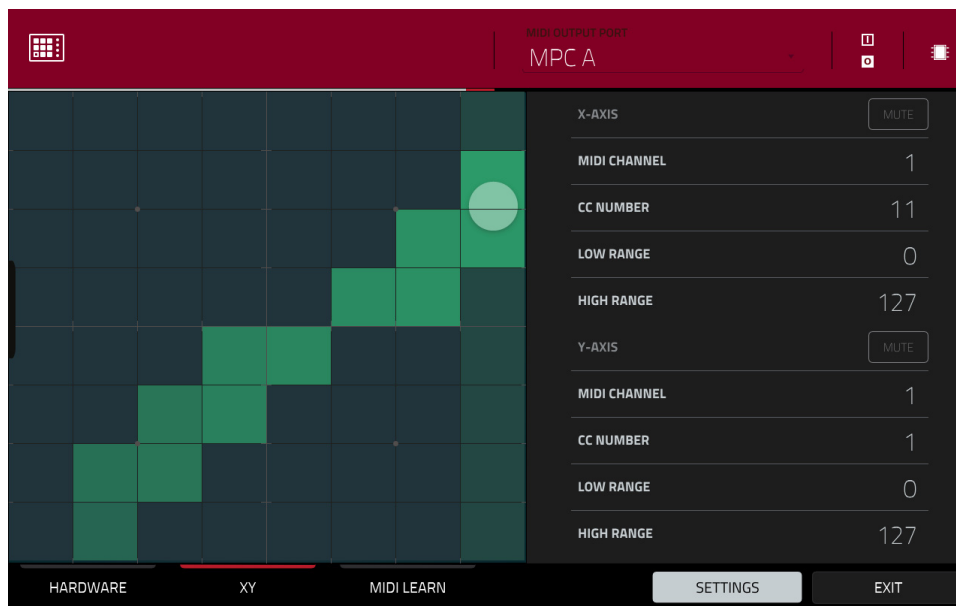 MIDI OUTPUT PORT
MPC A
I
O
X-AXIS MUTE
MIDI CHANNEL 1
CC NUMBER 11
LOW RANGE 0
HIGH RANGE 127
Y-AXIS MUTE
MIDI CHANNEL 1
CC NUMBER 1
LOW RANGE 0
HIGH RANGE 127
HARDWARE XY MIDI LEARN SETTINGS EXIT